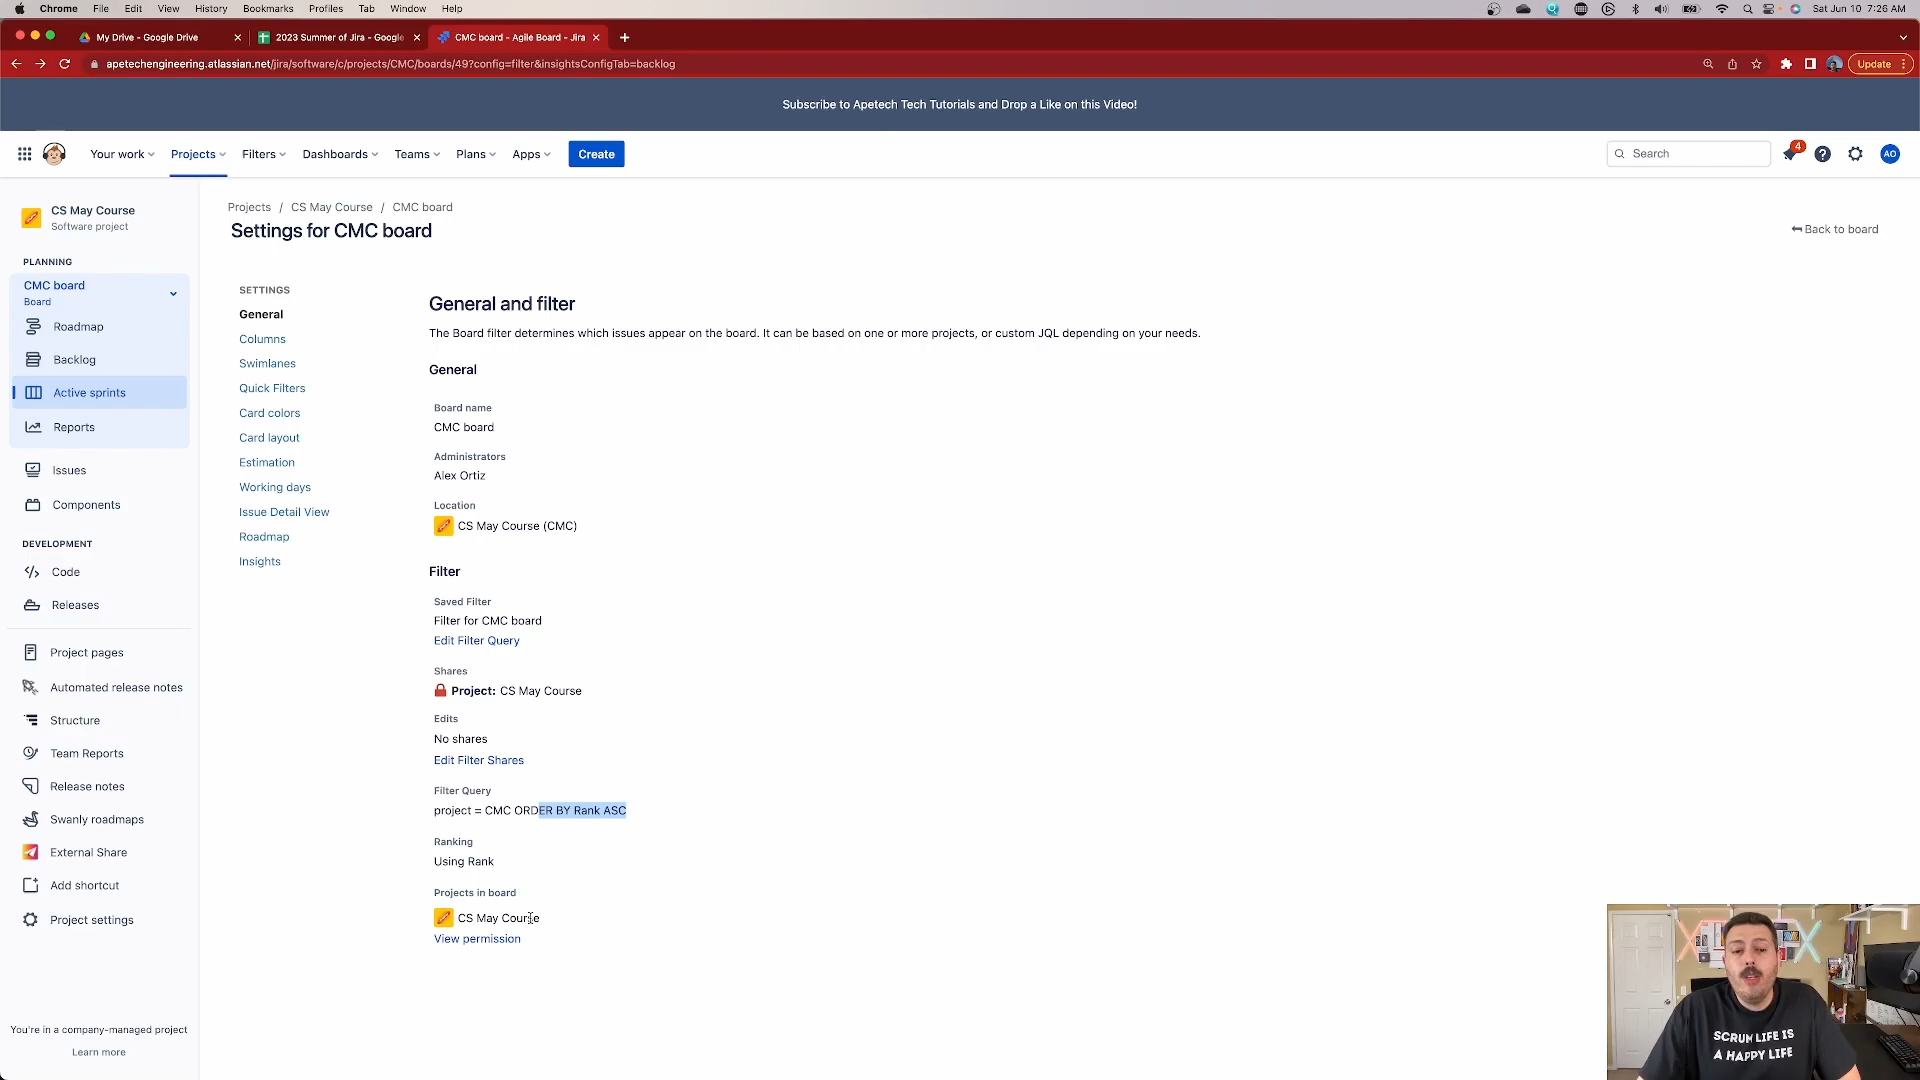 Chrome File Edit View History Bookmarks Profiles Tab Window Help
Sat Jun 10 7:26 AM
My Drive - Google Drive
2023 Summer of Jira - Google
CMC board - Agile Board - Jira
apetechengineering.atlassian.net/jira/software/c/projects/CMC/boards/49?config=filter&insightsConfigTab=backlog
Update
Subscribe to Apetech Tech Tutorials and Drop a Like on this Video!
Your work Projects Filters Dashboards Teams Plans Apps Create
Search
4
AO
CS May Course
Software project
PLANNING
CMC board
Board
Roadmap
Backlog
Active sprints
Reports
Issues
Components
DEVELOPMENT
Code
Releases
Project pages
Automated release notes
Structure
Team Reports
Release notes
Swanly roadmaps
External Share
Add shortcut
Project settings
You're in a company-managed project
Learn more
Projects / CS May Course / CMC board
Settings for CMC board
Back to board
SETTINGS
General
Columns
Swimlanes
Quick Filters
Card colors
Card layout
Estimation
Working days
Issue Detail View
Roadmap
Insights
General and filter
The Board filter determines which issues appear on the board. It can be based on one or more projects, or custom JQL depending on your needs.
General
Board name
CMC board
Administrators
Alex Ortiz
Location
CS May Course (CMC)
Filter
Saved Filter
Filter for CMC board
Edit Filter Query
Shares
Project: CS May Course
Edits
No shares
Edit Filter Shares
Filter Query
project = CMC ORDER BY Rank ASC
Ranking
Using Rank
Projects in board
CS May Course
View permission
SCRUM LIFE IS
A HAPPY LIFE